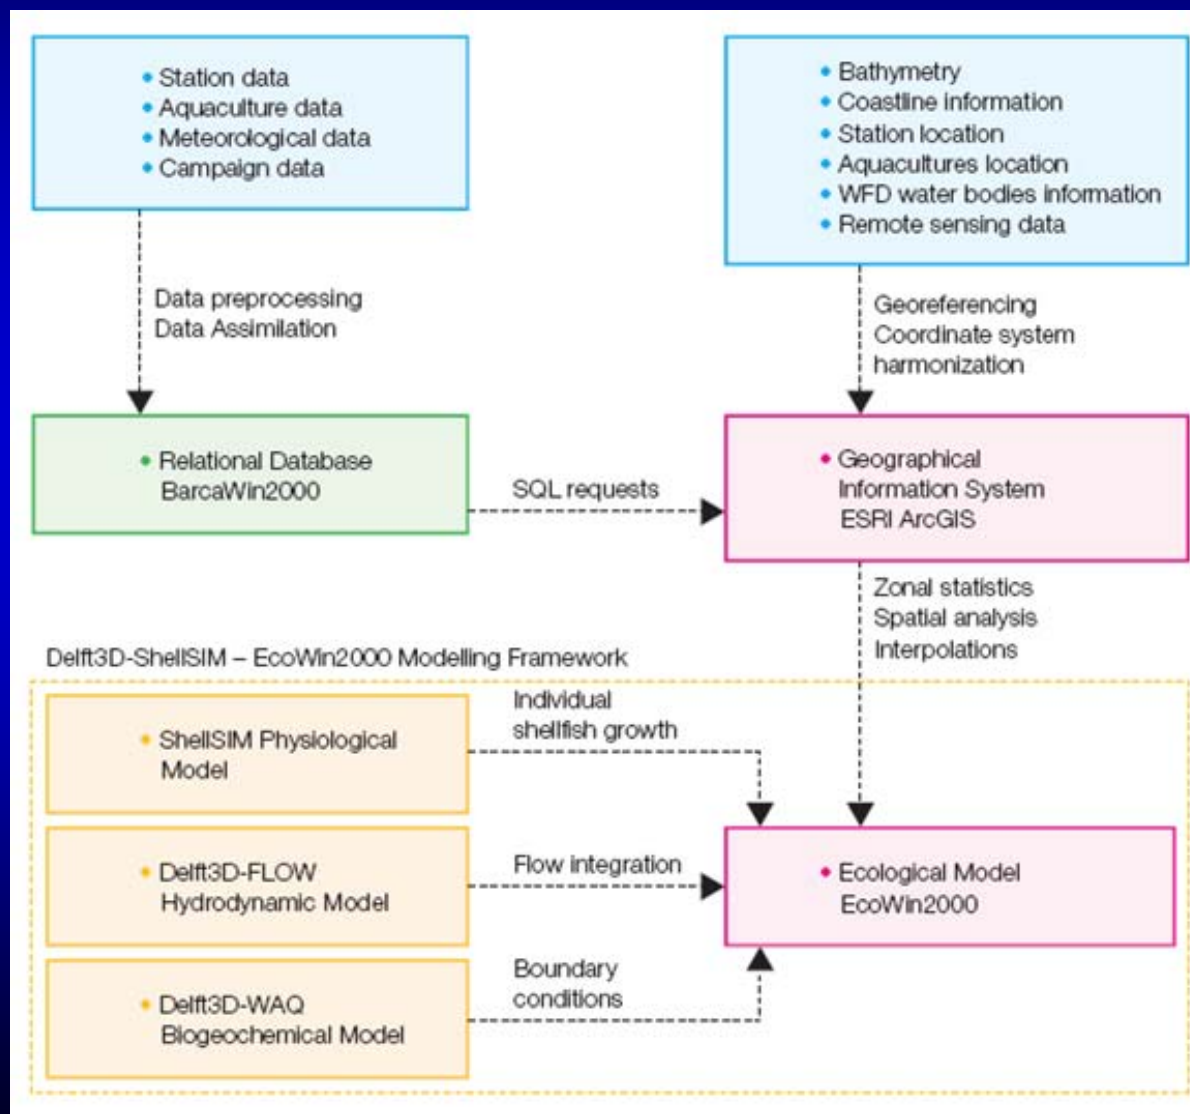 • Station data
• Aquaculture data
• Meteorological data
• Campaign data
• Bathymetry
• Coastline information
• Station location
• Aquacultures location
• WFD water bodies information
• Remote sensing data
Data preprocessing
Data Assimilation
Georeferencing
Coordinate system
harmonization
• Relational Database
BarcaWin2000
SQL requests
• Geographical
Information System
ESRI ArcGIS
Zonal statistics
Spatial analysis
Interpolations
Delft3D-ShellSIM – EcoWin2000 Modelling Framework
• ShellSIM Physiological
Model
Individual
shellfish growth
• Delft3D-FLOW
Hydrodynamic Model
Flow integration
• Ecological Model
EcoWin2000
• Delft3D-WAQ
Biogeochemical Model
Boundary
conditions